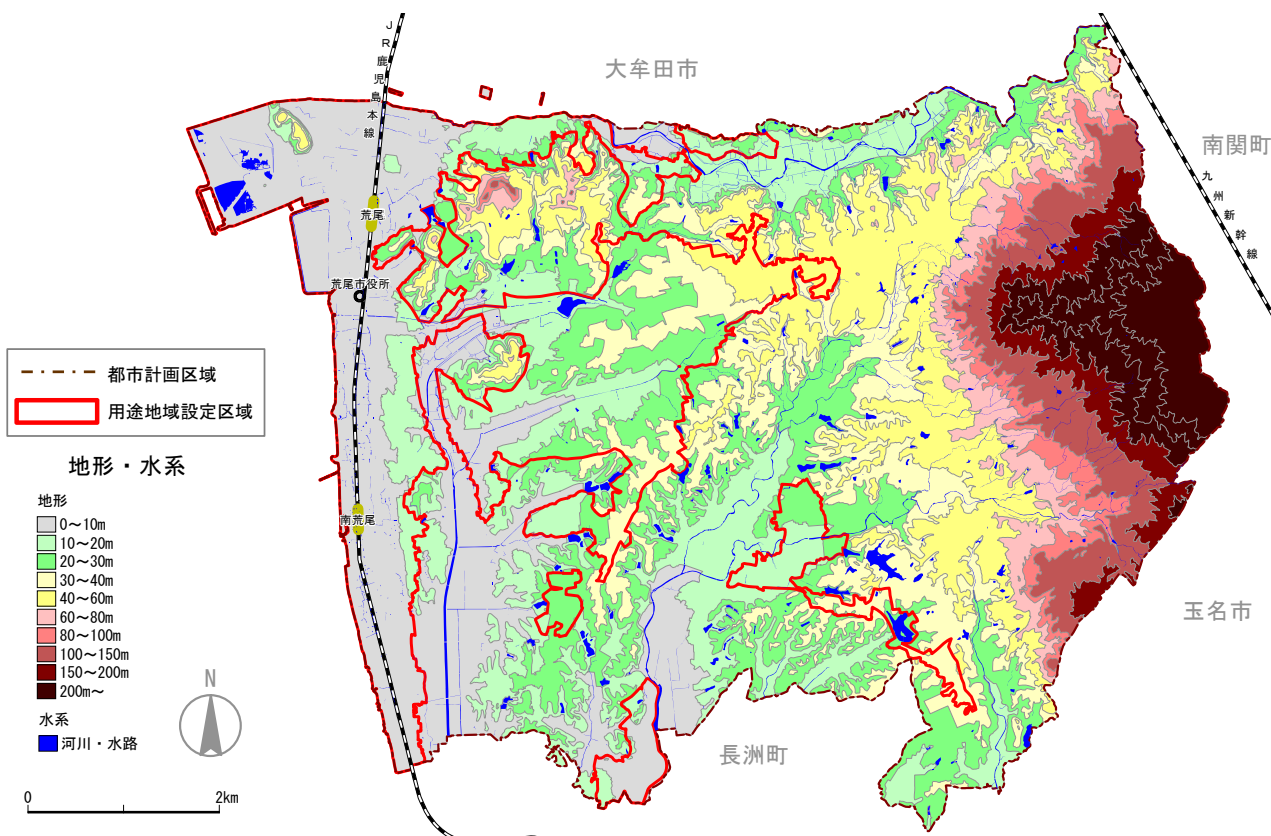 JR鹿児島本線
大牟田市
南関町
九州新幹線
荒尾
荒尾市役所
都市計画区域
用途地域設定区域
地形・水系
地形
0～10m
10～20m
20～30m
30～40m
40～60m
60～80m
80～100m
100～150m
150～200m
200m～
水系
河川・水路
南荒尾
玉名市
長洲町
N
0
2km